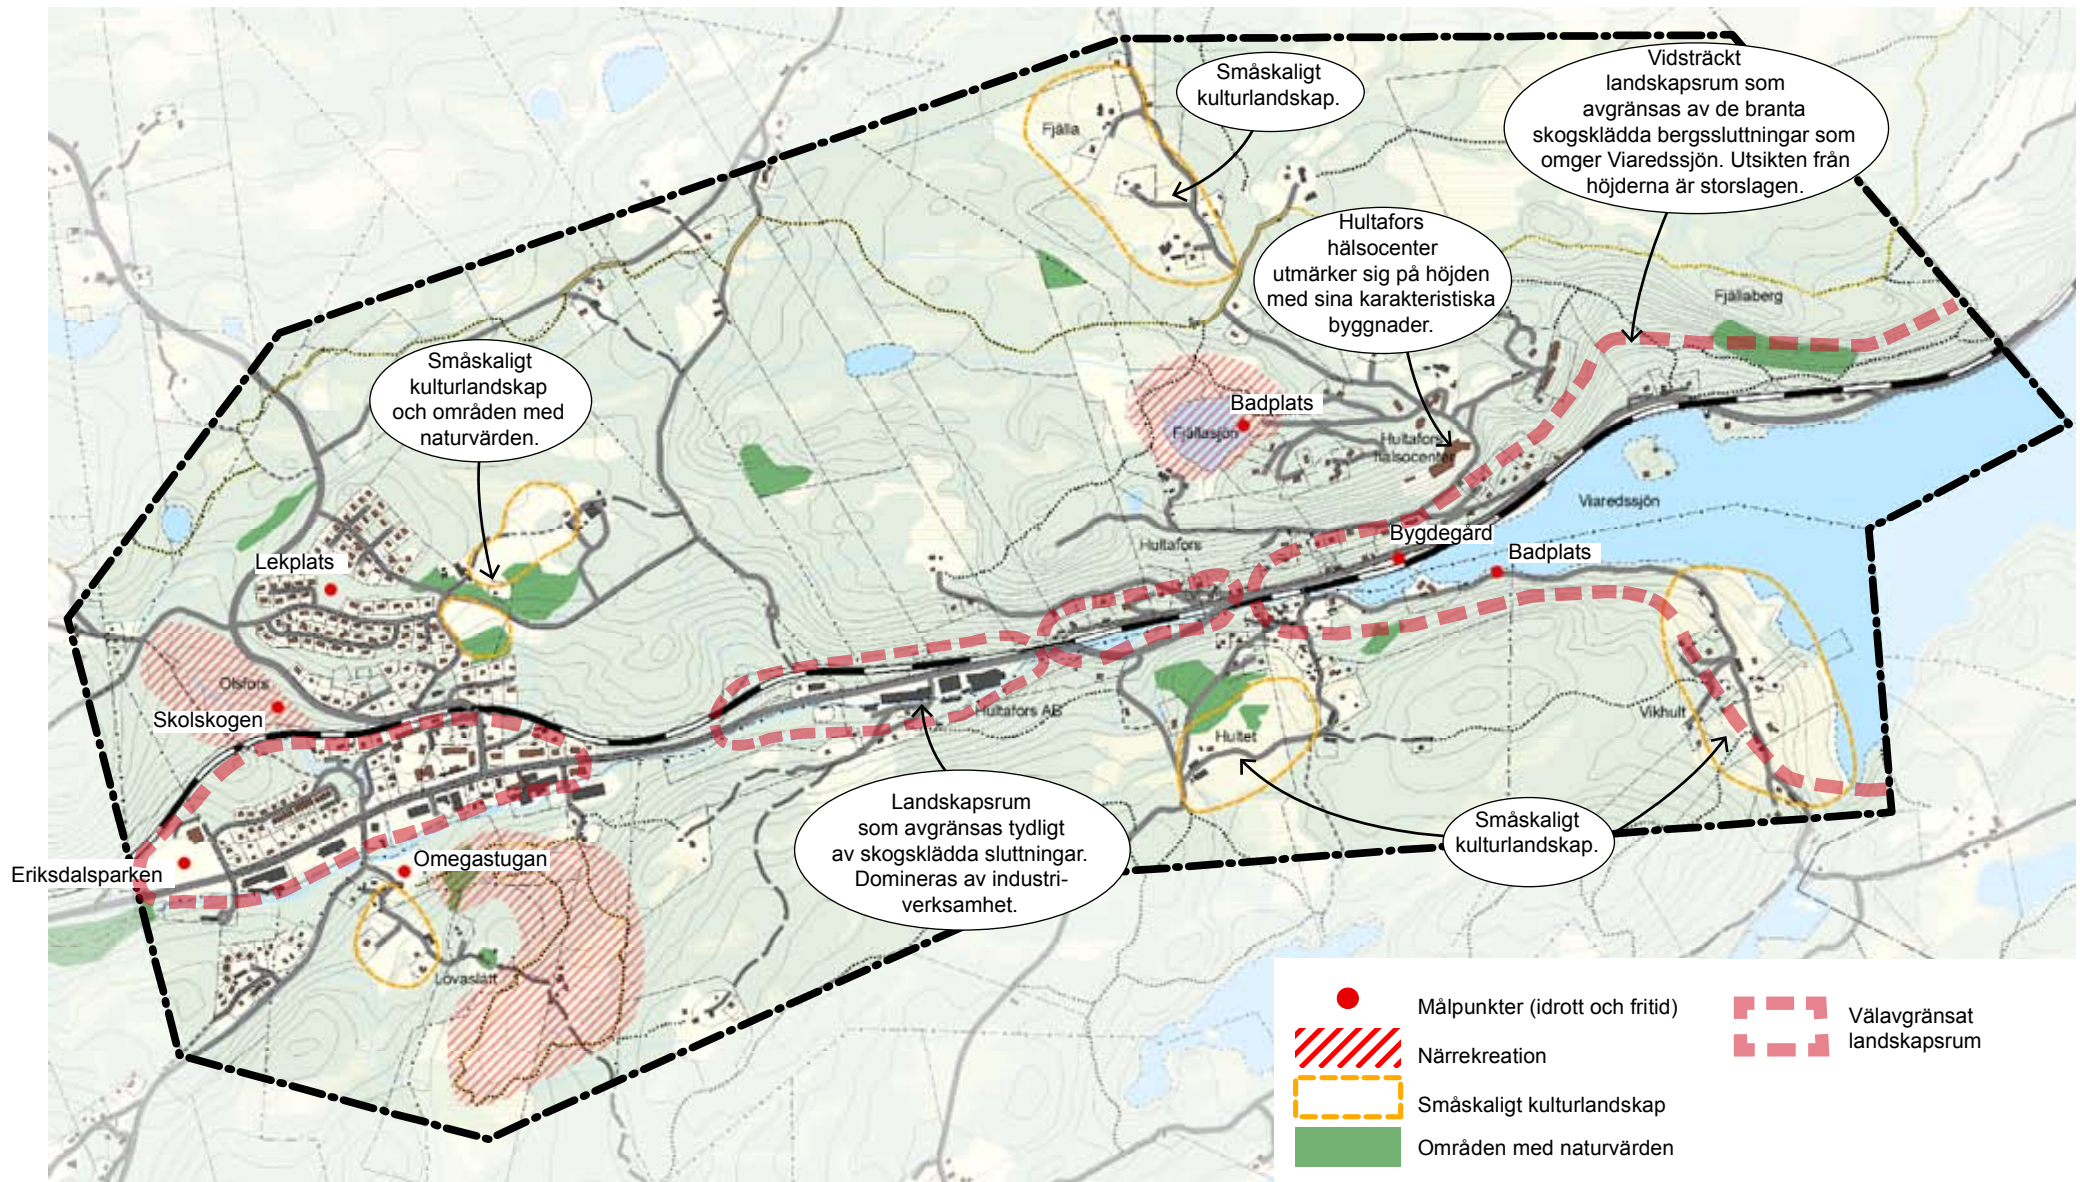 Småskaligt
kulturlandskap.
Vidsträckt
landskapsrum som
avgränsas av de branta
skogsklädda bergssluttningar som
omger Viaredssjön. Utsikten från
höjderna är storslagen.
Fjälla
Hultafors
hälsocenter
utmärker sig på höjden
med sina karakteristiska
byggnader.
Fjällaberg
Småskaligt
kulturlandskap
och områden med
naturvärden.
Badplats
Fjällasjön
Hultafors
hälsocenter
Viaredssjön
Bygdegård
Hultafors
Badplats
Lekplats
Olsfors
Skolskogen
Hultafors AB
Hultet
Vikhult
Landskapsrum
som avgränsas tydligt
av skogsklädda sluttningar.
Domineras av industri-
verksamhet.
Småskaligt
kulturlandskap.
Omegastugan
Eriksdalsparken
Lövaslätt
Målpunkter (idrott och fritid)
Närrekreation
Småskaligt kulturlandskap
Områden med naturvärden
Välavgränsat
landskapsrum